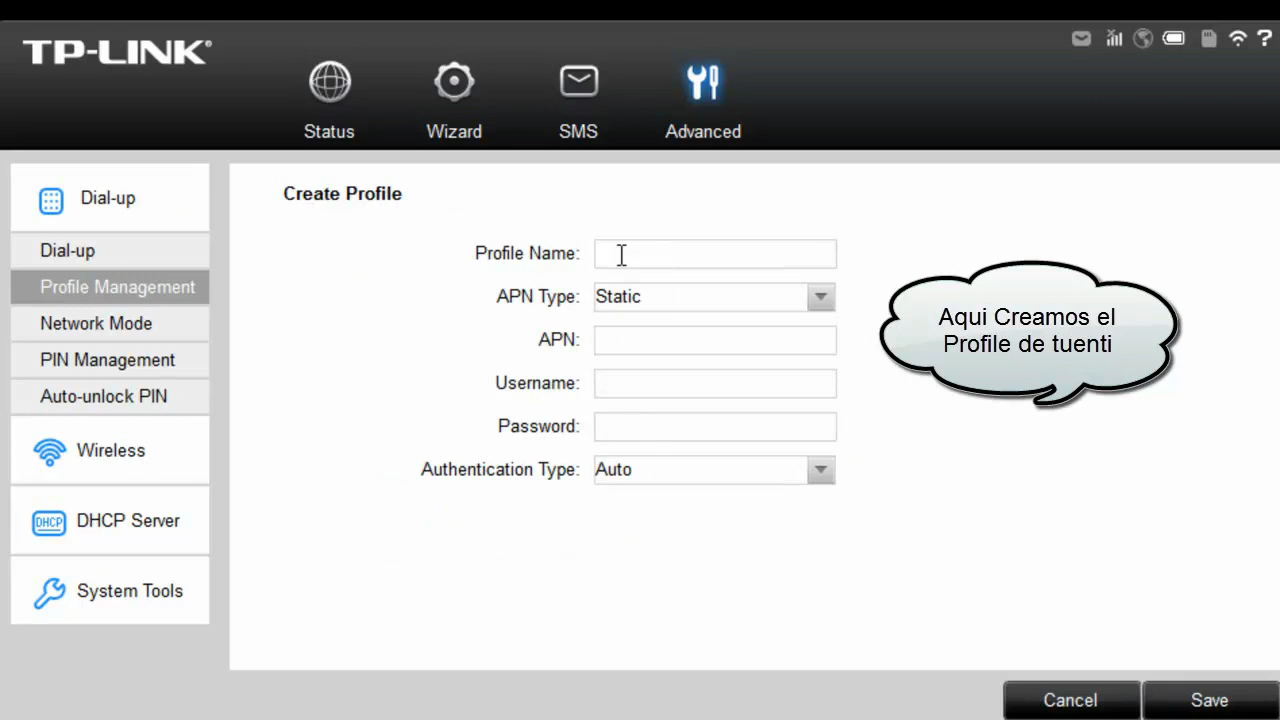 TP-LINK®
Status
Wizard
SMS
Advanced
Dial-up
Dial-up
Profile Management
Network Mode
PIN Management
Auto-unlock PIN
Wireless
DHCP
DHCP Server
System Tools
Create Profile
Profile Name:
APN Type: Static
APN:
Username:
Password:
Authentication Type: Auto
Aqui Creamos el
Profile de tuenti
Cancel
Save